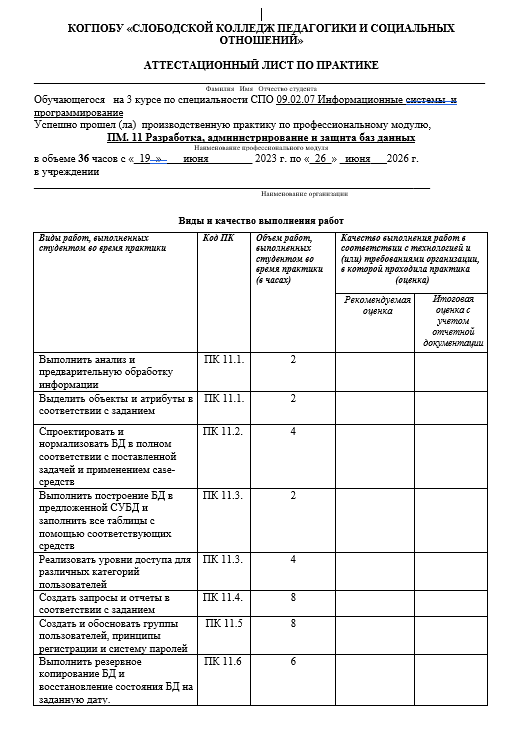 КОГПОБУ «СЛОБОДСКОЙ КОЛЛЕДЖ ПЕДАГОГИКИ И СОЦИАЛЬНЫХ
ОТНОШЕНИЙ»
АТТЕСТАЦИОННЫЙ ЛИСТ ПО ПРАКТИКЕ
Фамилия Имя Отчество студента
Обучающегося на 3 курсе по специальности СПО 09.02.07 Информационные системы и
программирование
Успешно прошел (ла) производственную практику по профессиональному модулю,
ПМ. 11 Разработка, администрирование и защита баз данных
Наименование профессионального модуля
в объеме 36 часов с « 19 » июня 2023 г. по « 26 » июня 2026 г.
в учреждении
Наименование организации
Виды и качество выполнения работ
Виды работ, выполненных
студентом во время практики
Код ПК
Объем работ,
выполненных
студентом во
время практики
(в часах)
Качество выполнения работ в
соответствии с технологией и
(или) требованиями организации,
в которой проходила практика
(оценка)
Рекомендуемая
оценка
Итоговая
оценка с
учетом
отчетной
документации
Выполнить анализ и
предварительную обработку
информации
ПК 11.1.
2
Выделить объекты и атрибуты в
соответствии с заданием
ПК 11.1.
2
Спроектировать и
нормализовать БД в полном
соответствии с поставленной
задачей и применением case-
средств
ПК 11.2.
4
Выполнить построение БД в
предложенной СУБД и
заполнить все таблицы с
помощью соответствующих
средств
ПК 11.3.
2
Реализовать уровни доступа для
различных категорий
пользователей
ПК 11.3.
4
Создать запросы и отчеты в
соответствии с заданием
ПК 11.4.
8
Создать и обосновать группы
пользователей, принципы
регистрации и систему паролей
ПК 11.5
8
Выполнить резервное
копирование БД и
восстановление состояния БД на
заданную дату.
ПК 11.6
6